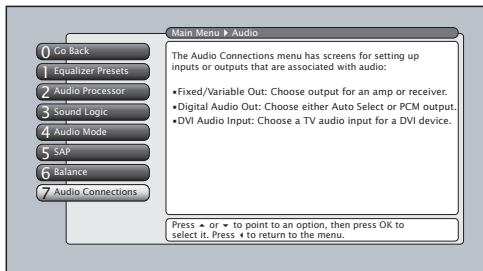 Main Menu ▶ Audio
0 Go Back
1 Equalizer Presets
2 Audio Processor
3 Sound Logic
4 Audio Mode
5 SAP
6 Balance
7 Audio Connections
The Audio Connections menu has screens for setting up
inputs or outputs that are associated with audio:
▪Fixed/Variable Out: Choose output for an amp or receiver.
▪Digital Audio Out: Choose either Auto Select or PCM output.
▪DVI Audio Input: Choose a TV audio input for a DVI device.
Press ▲ or ▼ to point to an option, then press OK to
select it. Press ◀ to return to the menu.